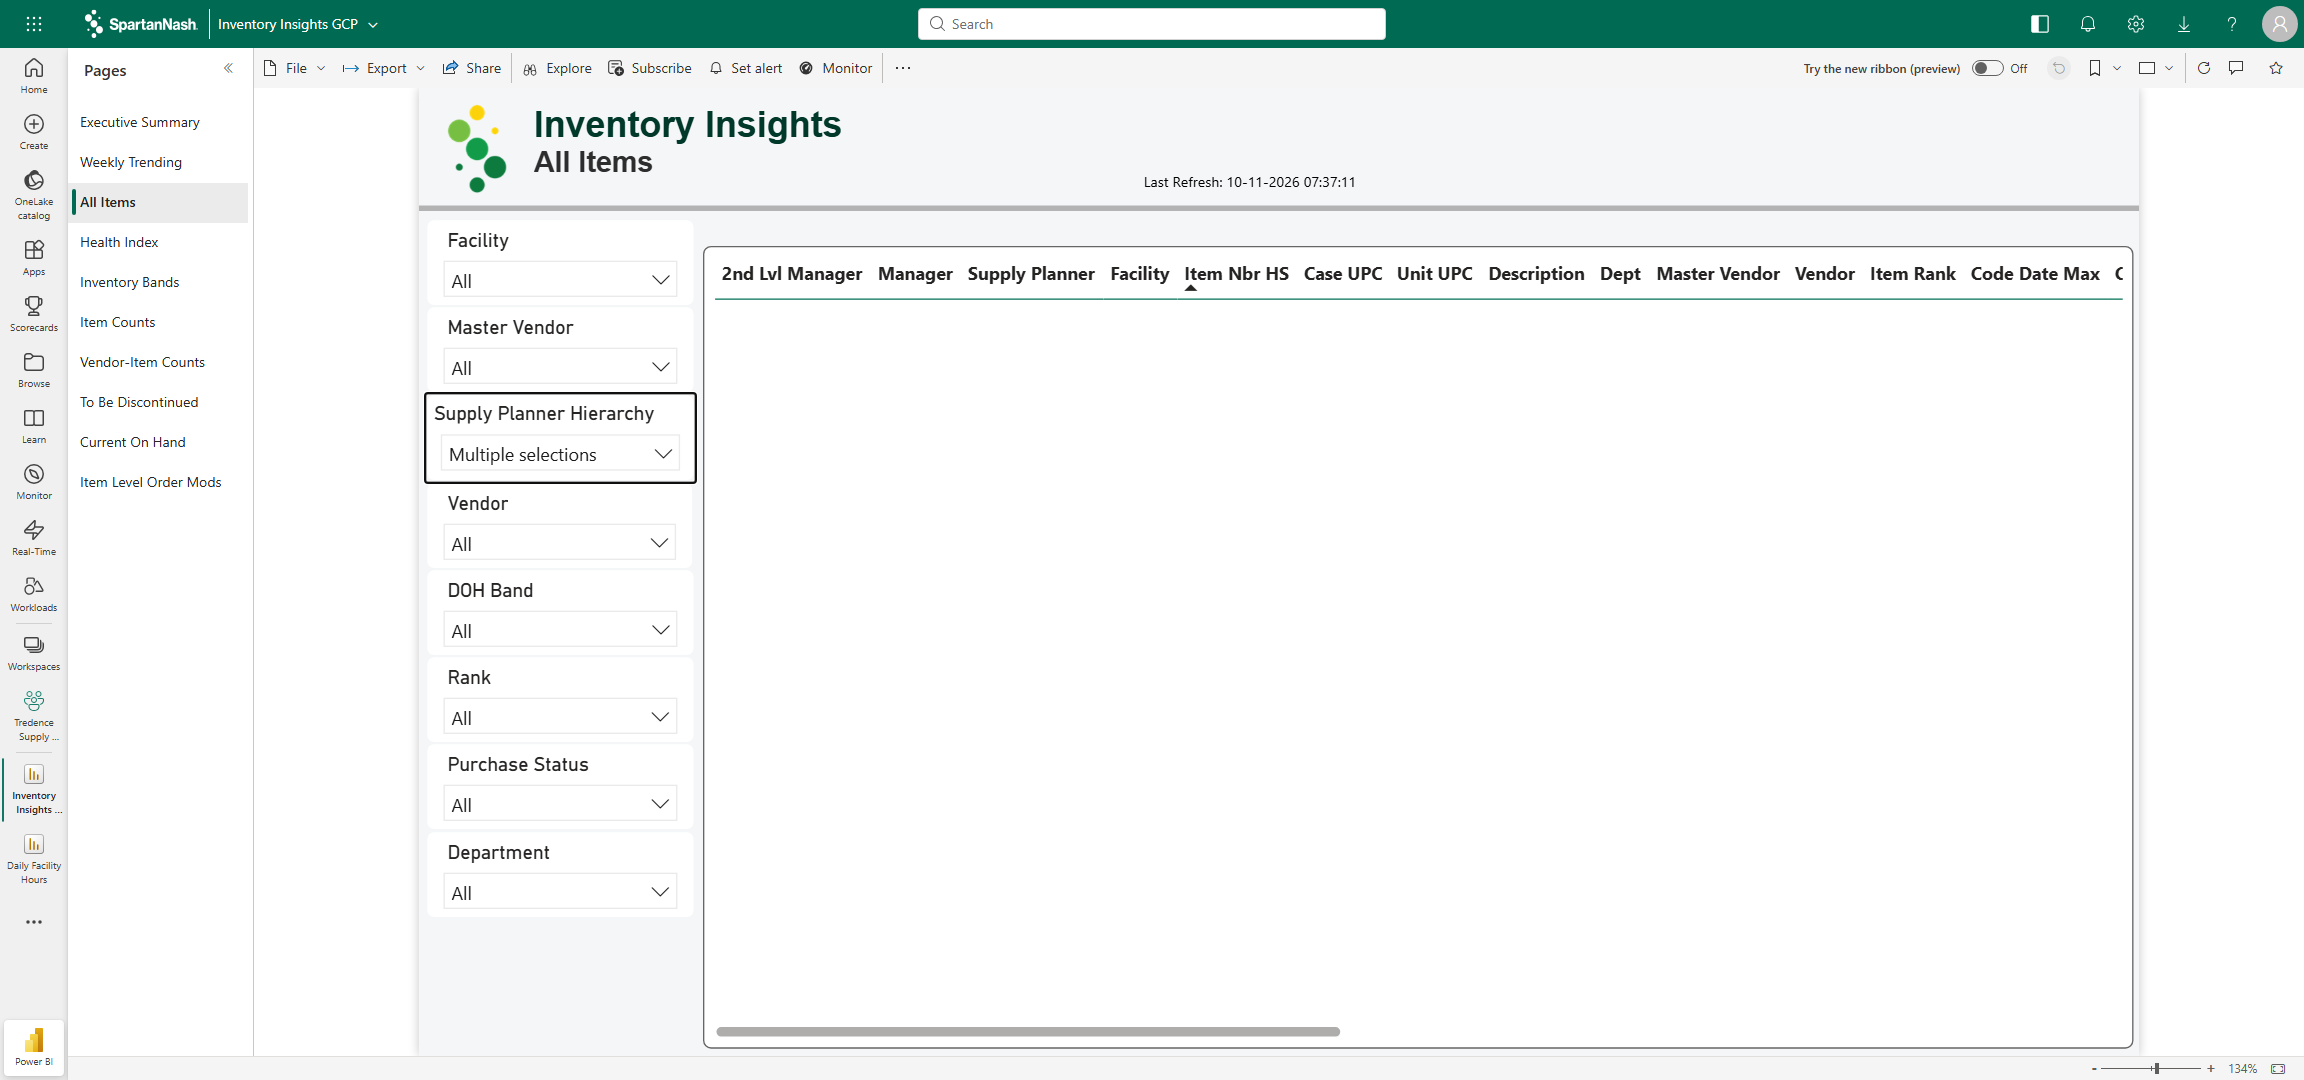 SpartanNash
Inventory Insights GCP
Search
Home
Create
OneLake
catalog
Apps
Scorecards
Browse
Learn
Monitor
Real-Time
Workloads
Workspaces
Tredence
Supply ...
Inventory
Insights ...
Daily Facility
Hours
Power BI
Pages
Executive Summary
Weekly Trending
All Items
Health Index
Inventory Bands
Item Counts
Vendor-Item Counts
To Be Discontinued
Current On Hand
Item Level Order Mods
File Export Share Explore Subscribe Set alert Monitor ...
Try the new ribbon (preview) Off
Inventory Insights
All Items
Last Refresh: 10-11-2026 07:37:11
Facility
All
Master Vendor
All
Supply Planner Hierarchy
Multiple selections
Vendor
All
DOH Band
All
Rank
All
Purchase Status
All
Department
All
2nd Lvl Manager Manager Supply Planner Facility Item Nbr HS Case UPC Unit UPC Description Dept Master Vendor Vendor Item Rank Code Date Max
- + 134%